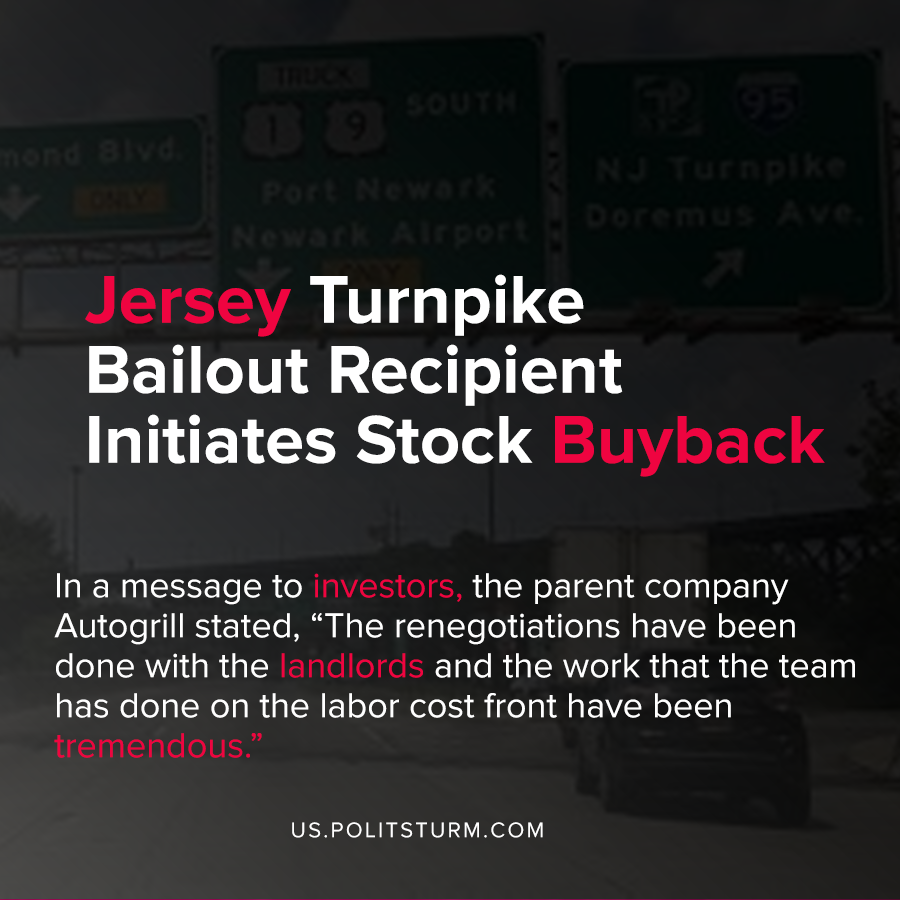 TRUCK
1 9 SOUTH
95
mond Blvd.
ONLY
Port Newark
Newark Airport
ONLY
NJ Turnpike
Doremus Ave.
Jersey Turnpike
Bailout Recipient
Initiates Stock Buyback
In a message to investors, the parent company
Autogrill stated, “The renegotiations have been
done with the landlords and the work that the team
has done on the labor cost front have been
tremendous.”
US.POLITSTURM.COM